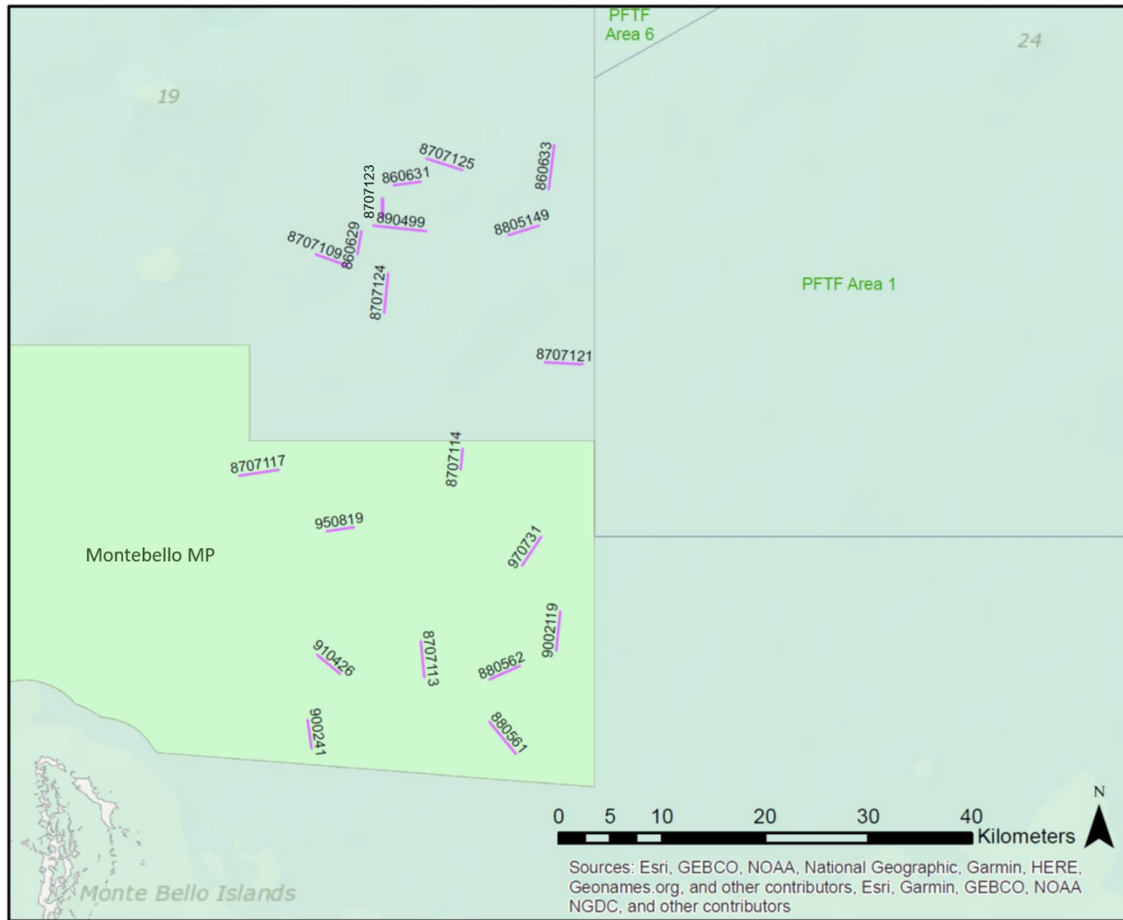 PFTF
Area 6
24
19
8707125
860633
860631
8707123
890499
8805149
8707109
860629
8707124
PFTF Area 1
8707121
8707114
8707117
950819
970731
Montebello MP
9002119
910426
8707113
880562
900241
880561
N
0 5 10 20 30 40
Kilometers
Sources: Esri, GEBCO, NOAA, National Geographic, Garmin, HERE,
Geonames.org, and other contributors, Esri, Garmin, GEBCO, NOAA
NGDC, and other contributors
Monte Bello Islands